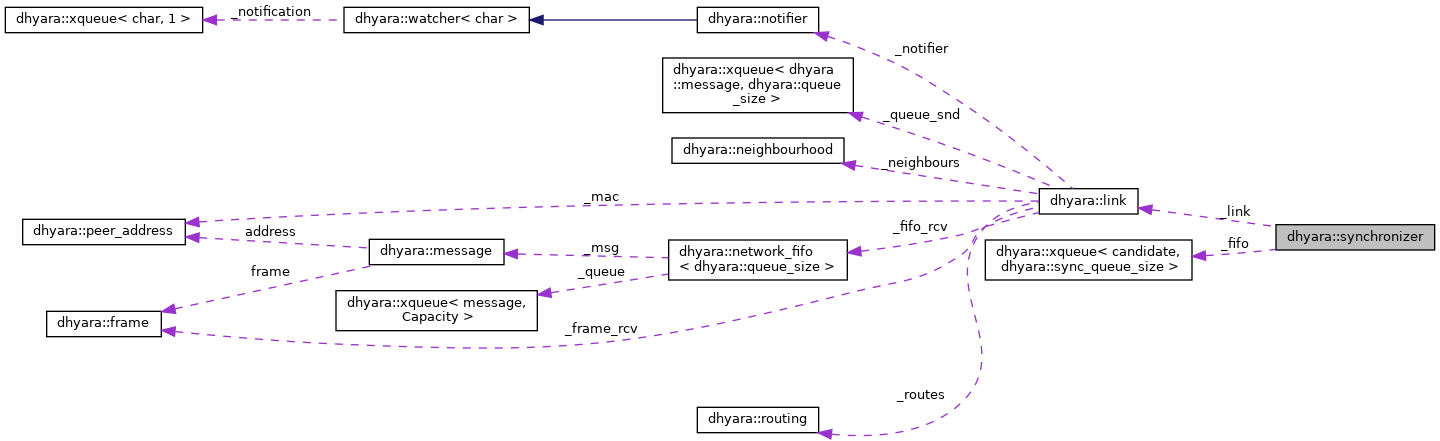 dhyara::xqueue< char, 1 >
_notification
dhyara::watcher< char >
dhyara::notifier
_notifier
dhyara::xqueue< dhyara
::message, dhyara::queue
_size >
_queue_snd
dhyara::neighbourhood
_neighbours
_mac
dhyara::link
_link
dhyara::synchronizer
dhyara::peer_address
address
dhyara::message
_msg
dhyara::network_fifo
< dhyara::queue_size >
_fifo_rcv
dhyara::xqueue< candidate,
dhyara::sync_queue_size >
_fifo
frame
_queue
dhyara::xqueue< message,
Capacity >
dhyara::frame
_frame_rcv
_routes
dhyara::routing